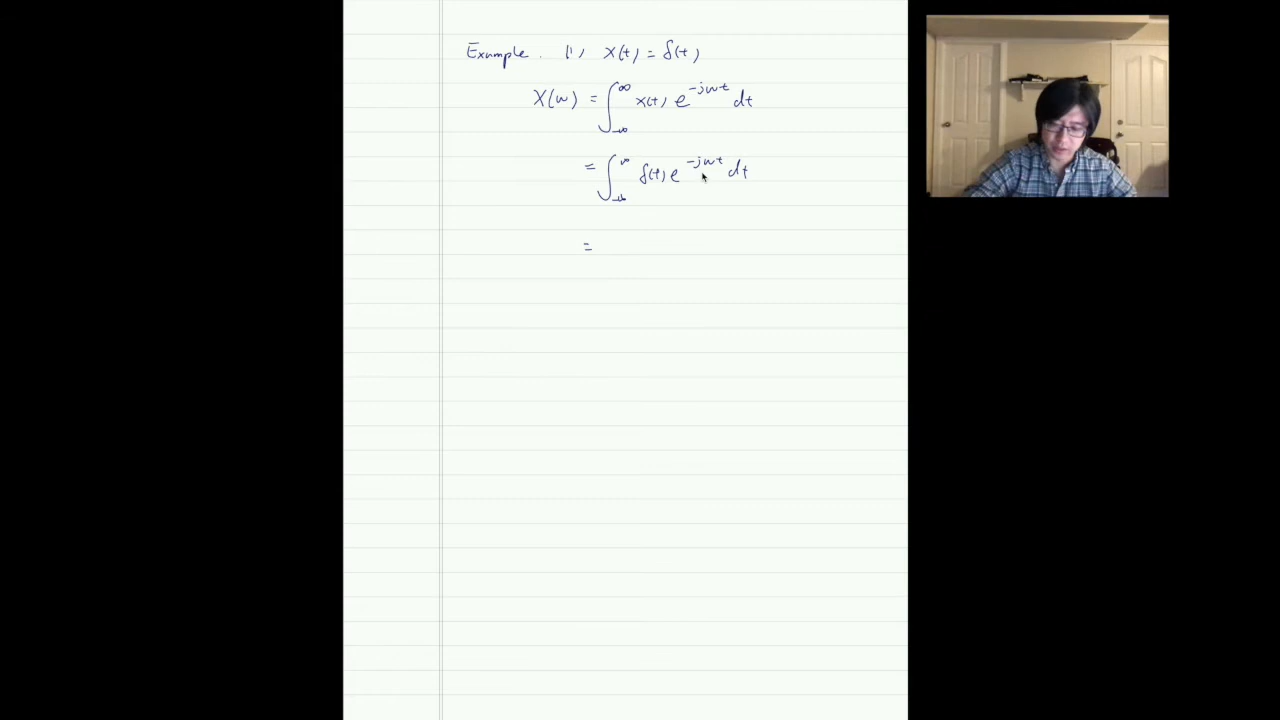 Example. (1) x(t) = δ(t)
X(ω) = ∫_{-∞}^{∞} x(t) e^{-jωt} dt
= ∫_{-∞}^{∞} δ(t) e^{-jωt} dt
=